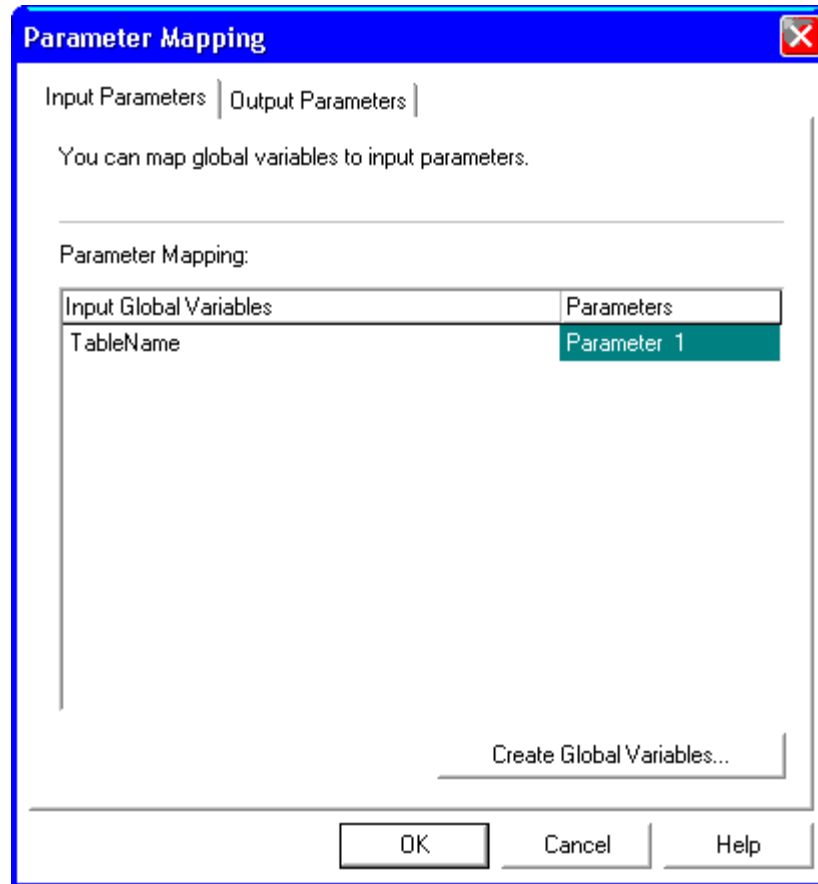 Parameter Mapping
Input Parameters Output Parameters
You can map global variables to input parameters.
Parameter Mapping:
Input Global Variables Parameters
TableName Parameter 1
Create Global Variables...
OK Cancel Help